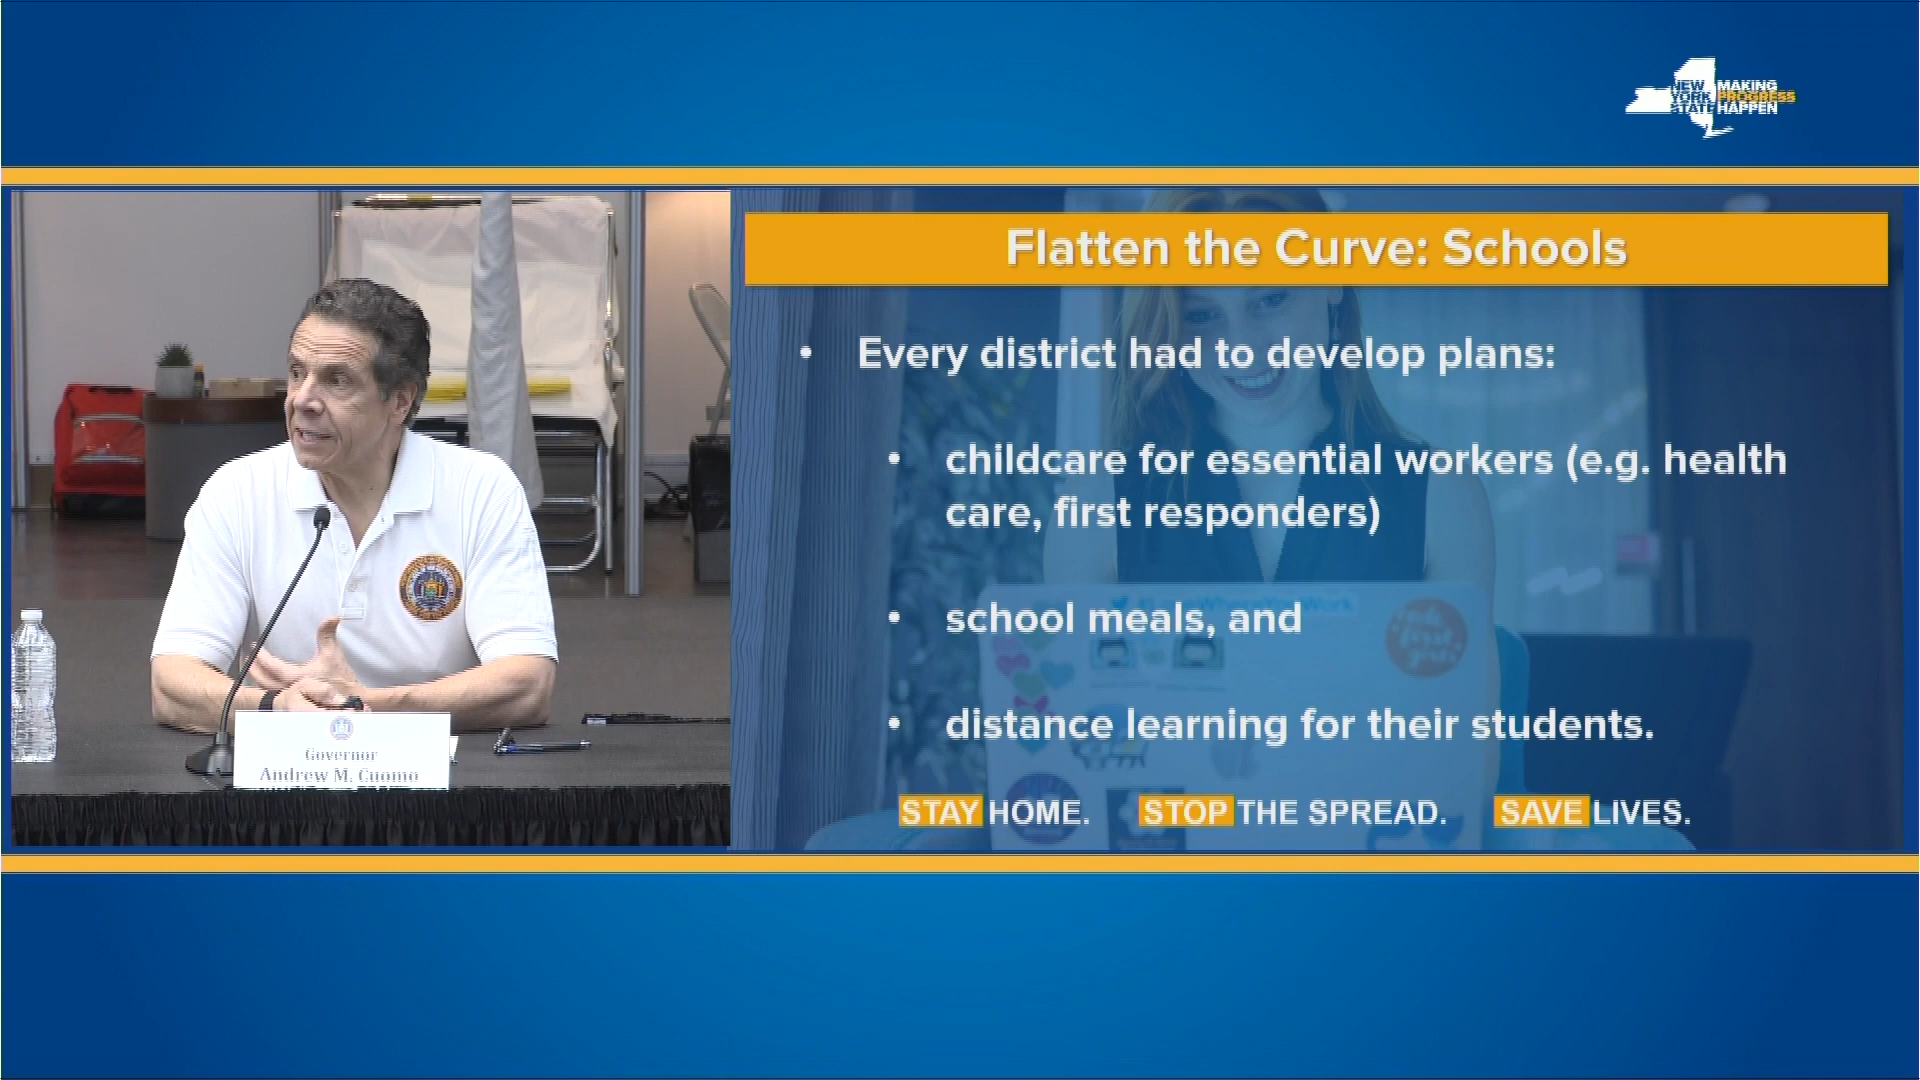 NEW
YORK
STATE
MAKING
PROGRESS
HAPPEN
Flatten the Curve: Schools
• Every district had to develop plans:
• childcare for essential workers (e.g. health
care, first responders)
• school meals, and
• distance learning for their students.
STAY HOME. STOP THE SPREAD. SAVE LIVES.
Governor
Andrew M. Cuomo